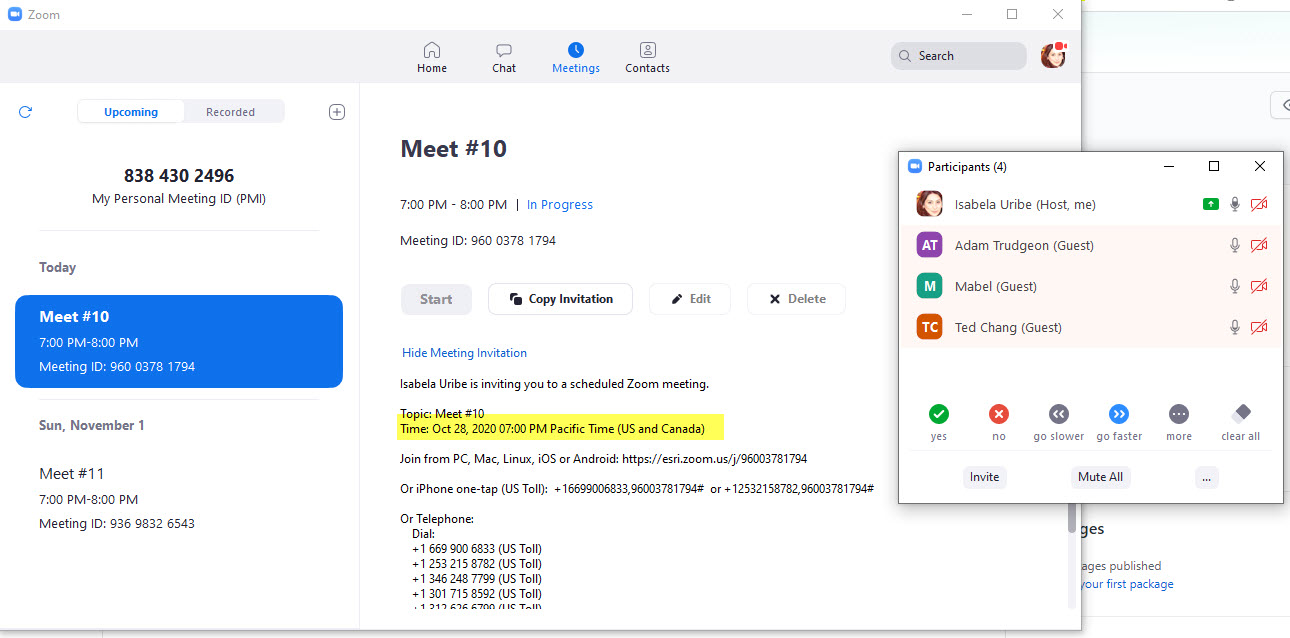 Zoom
Home
Chat
Meetings
Contacts
Search
Upcoming
Recorded
838 430 2496
My Personal Meeting ID (PMI)
Today
Meet #10
7:00 PM-8:00 PM
Meeting ID: 960 0378 1794
Sun, November 1
Meet #11
7:00 PM-8:00 PM
Meeting ID: 936 9832 6543
Meet #10
7:00 PM - 8:00 PM | In Progress
Meeting ID: 960 0378 1794
Start
Copy Invitation
Edit
Delete
Hide Meeting Invitation
Isabela Uribe is inviting you to a scheduled Zoom meeting.
Topic: Meet #10
Time: Oct 28, 2020 07:00 PM Pacific Time (US and Canada)
Join from PC, Mac, Linux, iOS or Android: https://esri.zoom.us/j/96003781794
Or iPhone one-tap (US Toll): +16699006833,96003781794# or +12532158782,96003781794#
Or Telephone:
Dial:
+1 669 900 6833 (US Toll)
+1 253 215 8782 (US Toll)
+1 346 248 7799 (US Toll)
+1 301 715 8592 (US Toll)
+1 312 626 6799 (US Toll)
Participants (4)
Isabela Uribe (Host, me)
AT Adam Trudgeon (Guest)
M Mabel (Guest)
TC Ted Chang (Guest)
yes
no
go slower
go faster
more
clear all
Invite
Mute All
...
ges
ages published
your first package